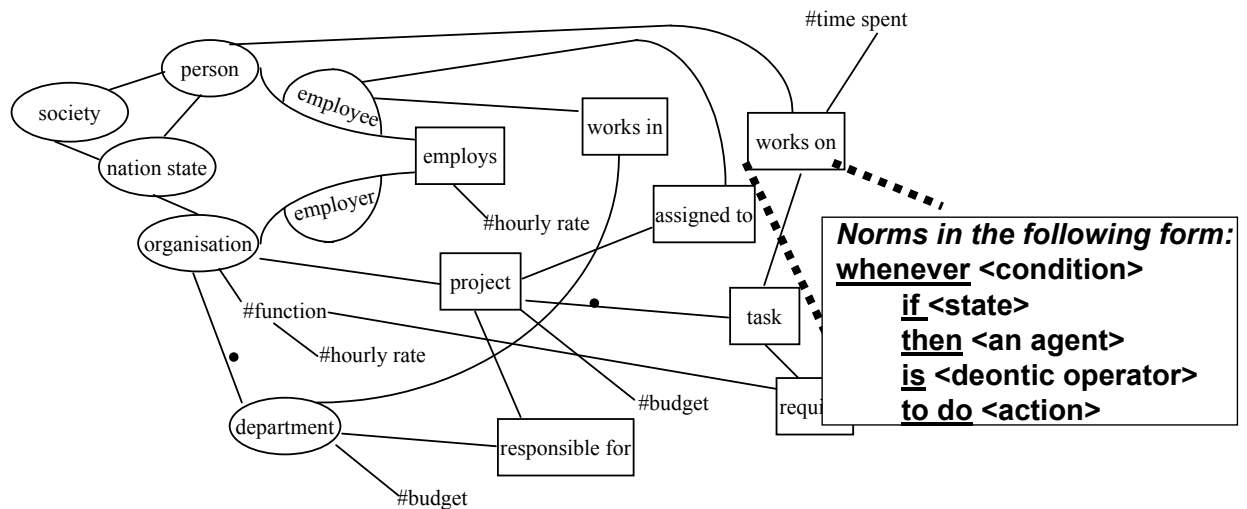 #time spent
person
society
employee
works in
works on
nation state
employs
employer
assigned to
#hourly rate
organisation
project
task
#function
#hourly rate
#budget
department
responsible for
#budget
Norms in the following form:
whenever <condition>
if <state>
then <an agent>
is <deontic operator>
to do <action>